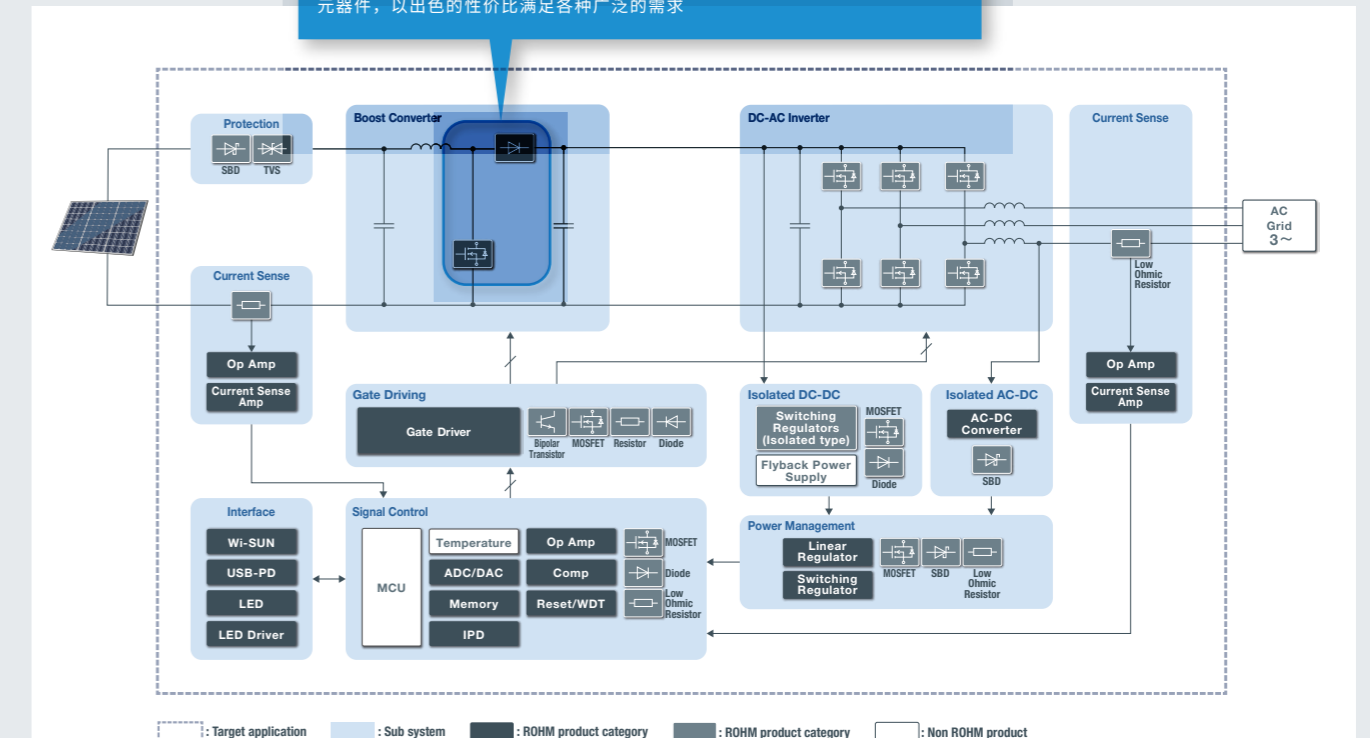 元器件，以出色的性价比满足各种广泛的需求
Protection
SBD
TVS
Boost Converter
DC-AC Inverter
Current Sense
AC
Grid
3～
Low
Ohmic
Resistor
Current Sense
Op Amp
Current Sense
Amp
Op Amp
Current Sense
Amp
Gate Driving
Gate Driver
Bipolar
Transistor
MOSFET
Resistor
Diode
Isolated DC-DC
Switching
Regulators
(Isolated type)
Flyback Power
Supply
MOSFET
Diode
Isolated AC-DC
AC-DC
Converter
SBD
Interface
Wi-SUN
USB-PD
LED
LED Driver
Signal Control
MCU
Temperature
ADC/DAC
Memory
IPD
Op Amp
Comp
Reset/WDT
MOSFET
Diode
Low
Ohmic
Resistor
Power Management
Linear
Regulator
Switching
Regulator
MOSFET
SBD
Low
Ohmic
Resistor
: Target application
: Sub system
: ROHM product category
: ROHM product category
: Non ROHM product